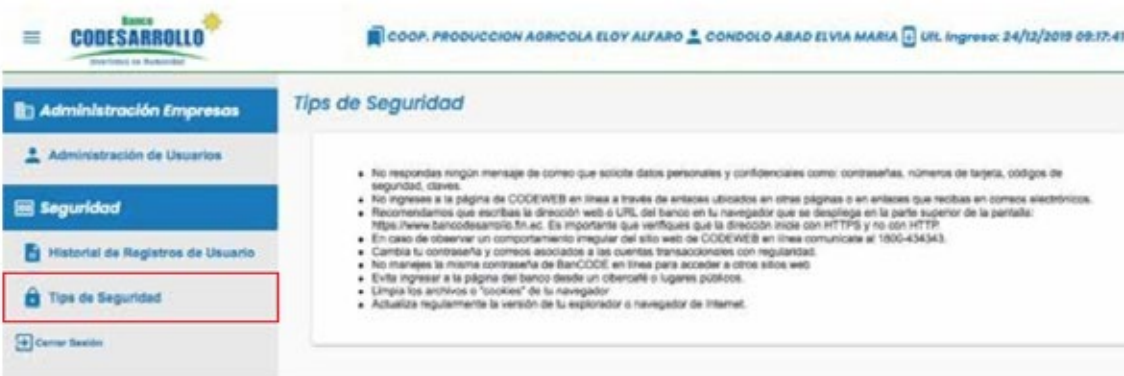 Banco
CODESARROLLO
COOP. PRODUCCION AGRICOLA ELOY ALFARO CONDOLO ABAD ELVIA MARIA Ult. Ingreso: 24/12/2019 09:17:41
Administración Empresas
Administración de Usuarios
Seguridad
Historial de Registros de Usuario
Tips de Seguridad
Cerrar Sesión
Tips de Seguridad
• No respondas ningún mensaje de correo que solicite datos personales y confidenciales como: contraseñas, números de tarjeta, códigos de
seguridad, claves.
• No ingreses a la página de CODEWEB en línea a través de enlaces ubicados en otras páginas o en enlaces que recibas en correos electrónicos.
• Recomendamos que escribas la dirección web o URL del banco en tu navegador que se despliega en la parte superior de la pantalla:
https://www.bancodesarrollo.fin.ec. Es importante que verifiques que la dirección inicie con HTTPS y no con HTTP.
• En caso de observar un comportamiento irregular del sitio web de CODEWEB en línea comunícate al 1800-434343.
• Cambia tu contraseña y correos asociados a las cuentas transaccionales con regularidad.
• No manejes la misma contraseña de BanCODE en línea para acceder a otros sitios web.
• Evita ingresar a la página del banco desde un cibercafé o lugares públicos.
• Limpia los archivos o "cookies" de tu navegador
• Actualiza regularmente la versión de tu explorador o navegador de Internet.